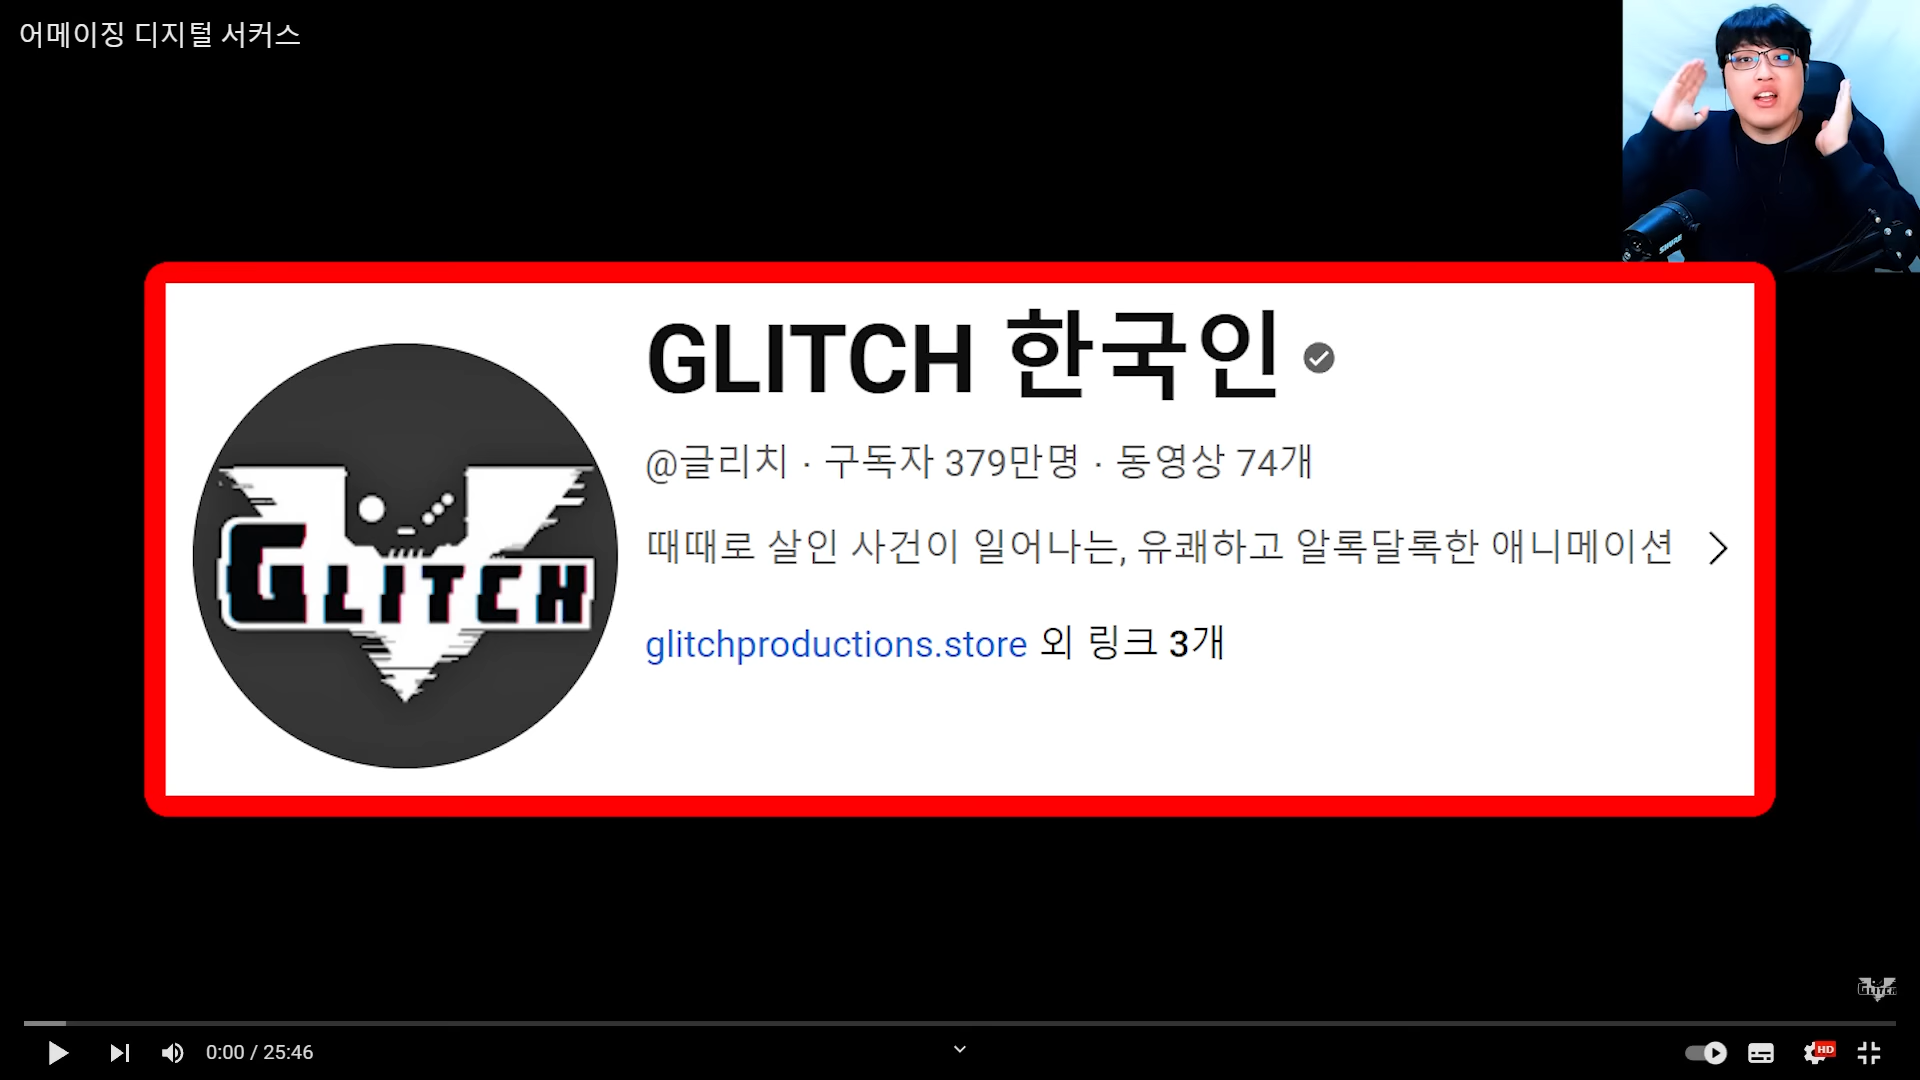 어메이징 디지털 서커스
SHURE
GLITCH 한국인
@글리치 · 구독자 379만명 · 동영상 74개
GLITCH
때때로 살인 사건이 일어나는, 유쾌하고 알록달록한 애니메이션
glitchproductions.store 외 링크 3개
GLITCH
0:00 / 25:46
HD